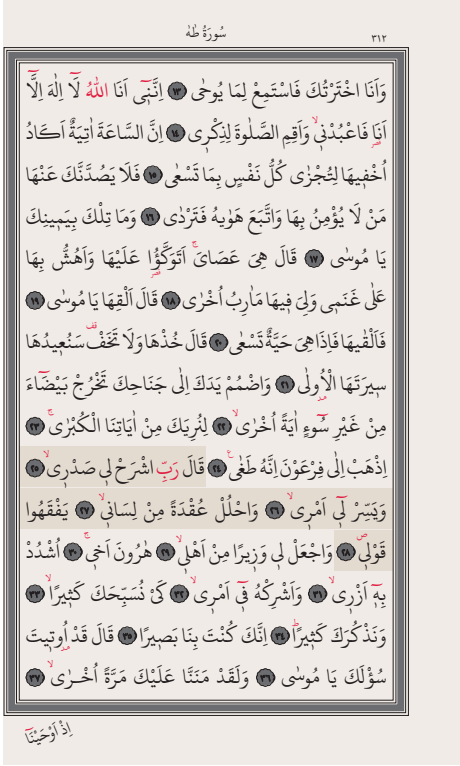 سُورَةُ طٰهٰ ٣١٢
وَاَنَا اخْتَرْتُكَ فَاسْتَمِعْ لِمَا يُوحٰى ﴿١٣﴾ اِنَّنٖٓى اَنَا اللّٰهُ لَٓا اِلٰهَ اِلَّٓا
اَنَا۬ فَاعْبُدْنٖىۙ وَاَقِمِ الصَّلٰوةَ لِذِكْرٖى ﴿١٤﴾ اِنَّ السَّاعَةَ اٰتِيَةٌ اَكَادُ
اُخْفٖيهَا لِتُجْزٰى كُلُّ نَفْسٍ بِمَا تَسْعٰى ﴿١٥﴾ فَلَا يَصُدَّنَّكَ عَنْهَا
مَنْ لَا يُؤْمِنُ بِهَا وَاتَّبَعَ هَوٰيهُ فَتَرْدٰى ﴿١٦﴾ وَمَا تِلْكَ بِيَمٖينِكَ
يَا مُوسٰى ﴿١٧﴾ قَالَ هِىَ عَصَاىَۚ اَتَوَكَّؤُ۬ا عَلَيْهَا وَاَهُشُّ بِهَا
عَلٰى غَنَمٖى وَلِىَ فٖيهَا مَاٰرِبُ اُخْرٰى ﴿١٨﴾ قَالَ اَلْقِهَا يَا مُوسٰى ﴿١٩﴾
فَاَلْقٰيهَا فَاِذَا هِىَ حَيَّةٌ تَسْعٰى ﴿٢٠﴾ قَالَ خُذْهَا وَلَا تَخَفْ۠ سَنُعٖيدُهَا
سٖيرَتَهَا الْاُو۫لٰى ﴿٢١﴾ وَاضْمُمْ يَدَكَ اِلٰى جَنَاحِكَ تَخْرُجْ بَيْضَٓاءَ
مِنْ غَيْرِ سُٓوءٍ اٰيَةً اُخْرٰىۙ ﴿٢٢﴾ لِنُرِيَكَ مِنْ اٰيَاتِنَا الْكُبْرٰىۚ ﴿٢٣﴾
اِذْهَبْ اِلٰى فِرْعَوْنَ اِنَّهُ طَغٰىۚ ﴿٢٤﴾ قَالَ رَبِّ اشْرَحْ لٖى صَدْرٖىۙ ﴿٢٥﴾
وَيَسِّرْ لٖٓى اَمْرٖىۙ ﴿٢٦﴾ وَاحْلُلْ عُقْدَةً مِنْ لِسَانٖىۙ ﴿٢٧﴾ يَفْقَهُوا
قَوْلٖىۖ ﴿٢٨﴾ وَاجْعَلْ لٖى وَزٖيرًا مِنْ اَهْلٖىۙ ﴿٢٩﴾ هٰرُونَ اَخٖىۚ ﴿٣٠﴾ اُشْدُدْ
بِهٖٓ اَزْرٖىۙ ﴿٣١﴾ وَاَشْرِكْهُ فٖٓى اَمْرٖىۙ ﴿٣٢﴾ كَىْ نُسَبِّحَكَ كَثٖيرًاۙ ﴿٣٣﴾
وَنَذْكُرَكَ كَثٖيرًاۜ ﴿٣٤﴾ اِنَّكَ كُنْتَ بِنَا بَصٖيرًا ﴿٣٥﴾ قَالَ قَدْ اُو۫تٖيتَ
سُؤْلَكَ يَا مُوسٰى ﴿٣٦﴾ وَلَقَدْ مَنَنَّا عَلَيْكَ مَرَّةً اُخْرٰىۙ ﴿٣٧﴾
اِذْ اَوْحَيْنَٓا